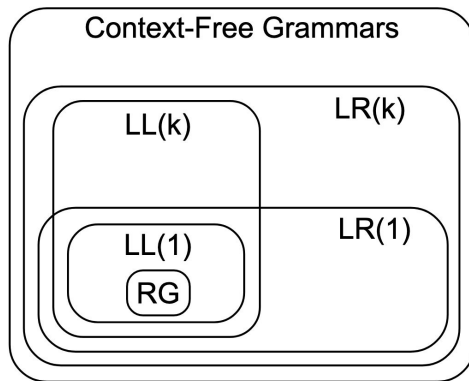 Context-Free Grammars
LR(k)
LL(k)
LR(1)
LL(1)
RG